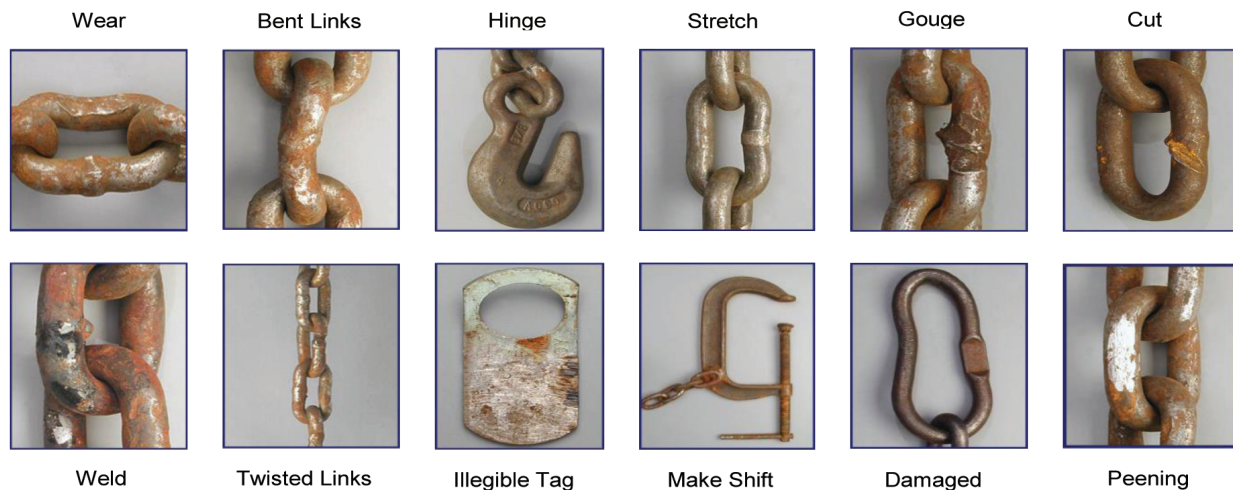 Wear
Bent Links
Hinge
Stretch
Gouge
Cut
Weld
Twisted Links
Illegible Tag
Make Shift
Damaged
Peening